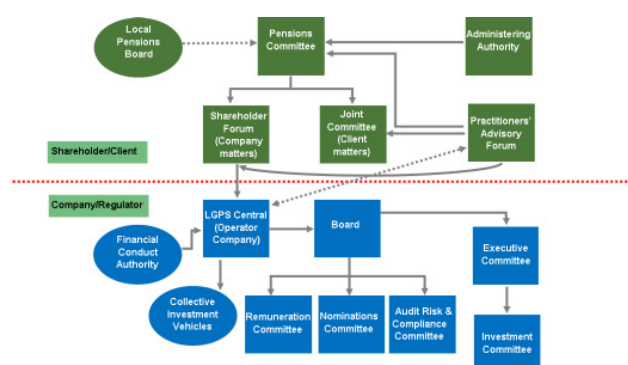 Local
Pensions
Board
Pensions
Committee
Administering
Authority
Shareholder
Forum
(Company
matters)
Joint
Committee
(Client
matters)
Practitioners'
Advisory
Forum
Shareholder/Client
Company/Regulator
Financial
Conduct
Authority
LGPS Central
(Operator
Company)
Board
Executive
Committee
Collective
Investment
Vehicles
Remuneration
Committee
Nominations
Committee
Audit Risk &
Compliance
Committee
Investment
Committee